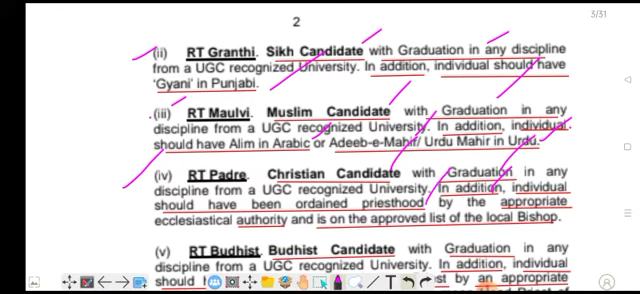 2
3/31
(ii) RT Granthi. Sikh Candidate with Graduation in any discipline
from a UGC recognized University. In addition, individual should have
'Gyani' in Punjabi.
(iii) RT Maulvi. Muslim Candidate with Graduation in any
discipline from a UGC recognized University. In addition, individual
should have Alim in Arabic or Adeeb-e-Mahir/ Urdu Mahir in Urdu.
(iv) RT Padre. Christian Candidate with Graduation in any
discipline from a UGC recognized University. In addition, individual
should have been ordained priesthood by the appropriate
ecclesiastical authority and is on the approved list of the local Bishop.
(v) RT Budhist. Budhist Candidate with Graduation in any
discipline from a UGC recognized University. In addition, individual
should by an appropriate